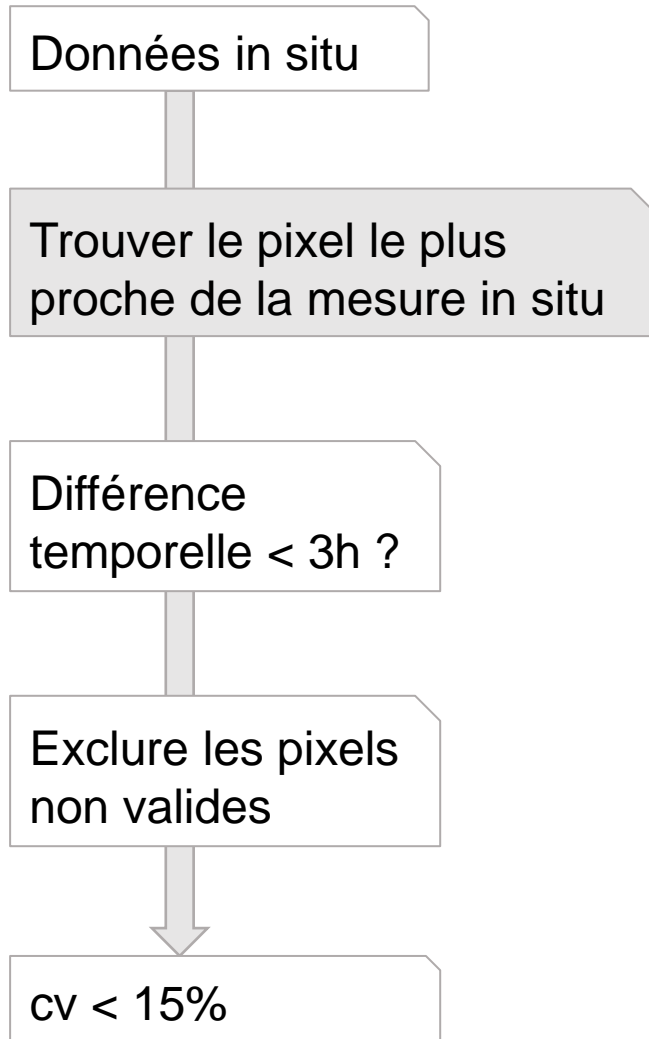 Données in situ
Trouver le pixel le plus
proche de la mesure in situ
Différence
temporelle < 3h ?
Exclure les pixels
non valides
cv < 15%